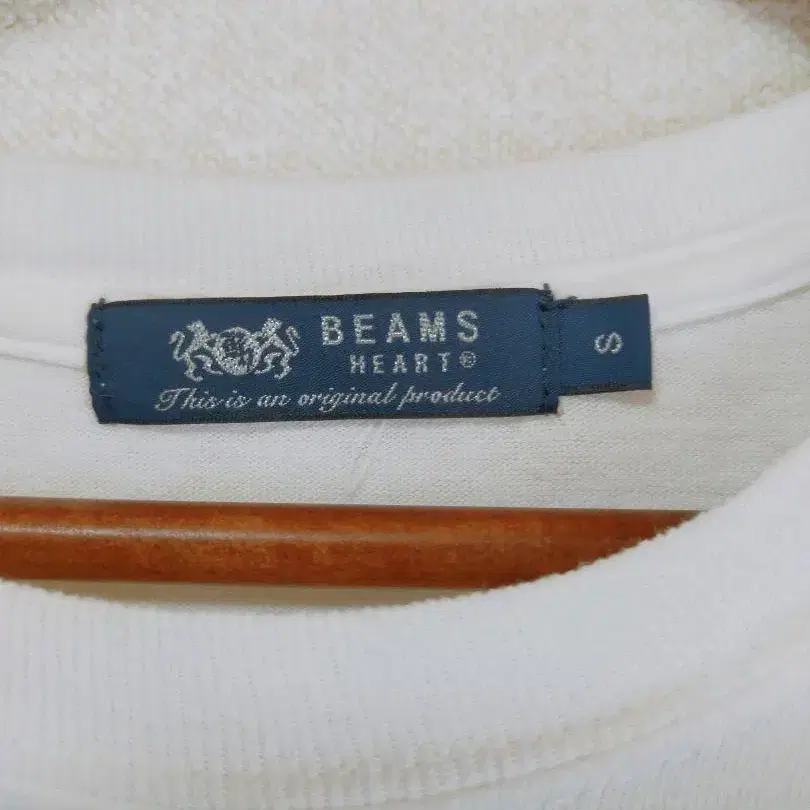 BEAMS
HEART®
This is an original product
S